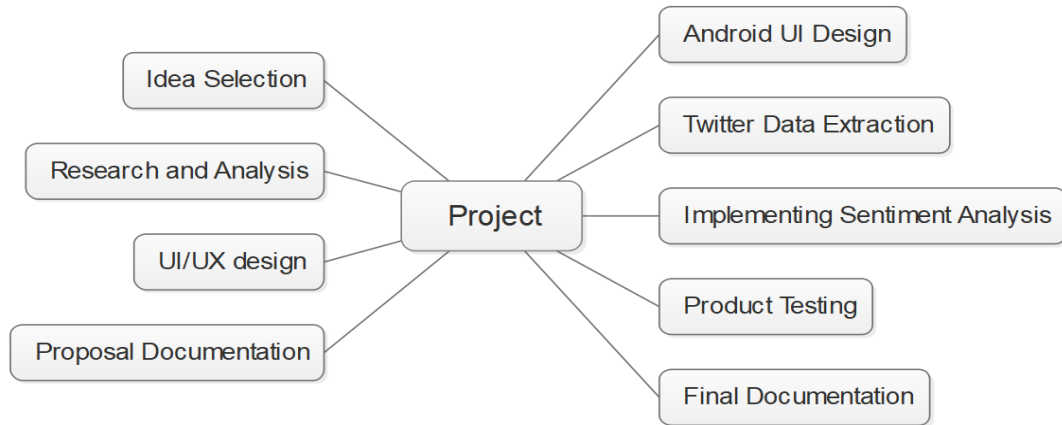 Idea Selection
Research and Analysis
UI/UX design
Proposal Documentation
Project
Android UI Design
Twitter Data Extraction
Implementing Sentiment Analysis
Product Testing
Final Documentation